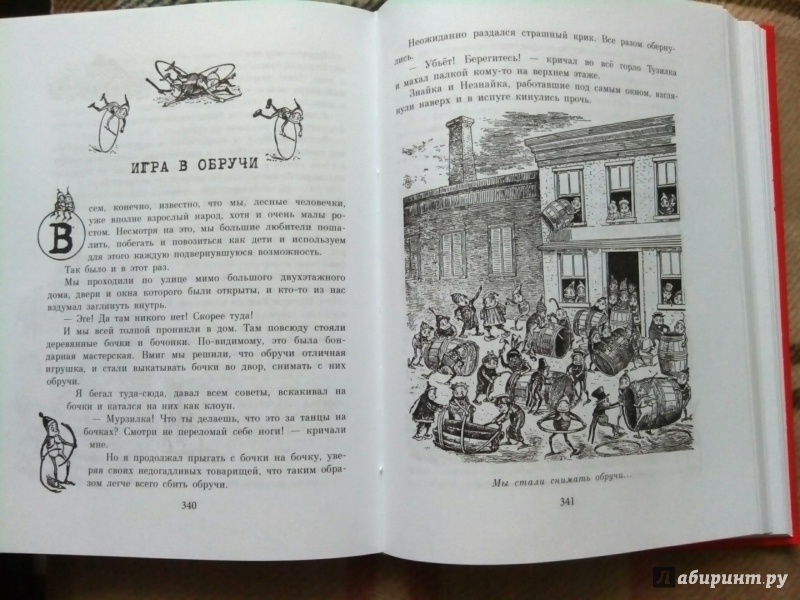 ИГРА В ОБРУЧИ
Всем, конечно, известно, что мы, лесные человечки,
уже вполне взрослый народ, хотя и очень малы ро-
стом. Несмотря на это, мы большие любители поша-
лить, побегать и повозиться как дети и используем
для этого каждую подвернувшуюся возможность.
Так было и в этот раз.
Мы проходили по улице мимо большого двухэтажного
дома, двери и окна которого были открыты, и кто-то из нас
вздумал заглянуть внутрь.
— Эге! Да там никого нет! Скорее туда!
И мы всей толпой проникли в дом. Там повсюду стояли
деревянные бочки и бочонки. По-видимому, это была бон-
дарная мастерская. Вмиг мы решили, что обручи отличная
игрушка, и стали выкатывать бочки во двор, снимать с них
обручи.
Я бегал туда-сюда, давал всем советы, вскакивал на
бочки и катался на них как клоун.
— Мурзилка! Что ты делаешь, что это за танцы на
бочках? Смотри не переломай себе ноги! — кричали
мне.
Но я продолжал прыгать с бочки на бочку, уве-
ряя своих недогадливых товарищей, что таким обра-
зом легче всего сбить обручи.
340
Неожиданно раздался страшный крик. Все разом оберну-
лись.
— Убьёт! Берегитесь! — кричал во всё горло Тузилка
и махал палкой кому-то на верхнем этаже.
Знайка и Незнайка, работавшие под самым окном, взгля-
нули наверх и в испуге кинулись прочь.
Мы стали снимать обручи...
341
Лабиринт.ру